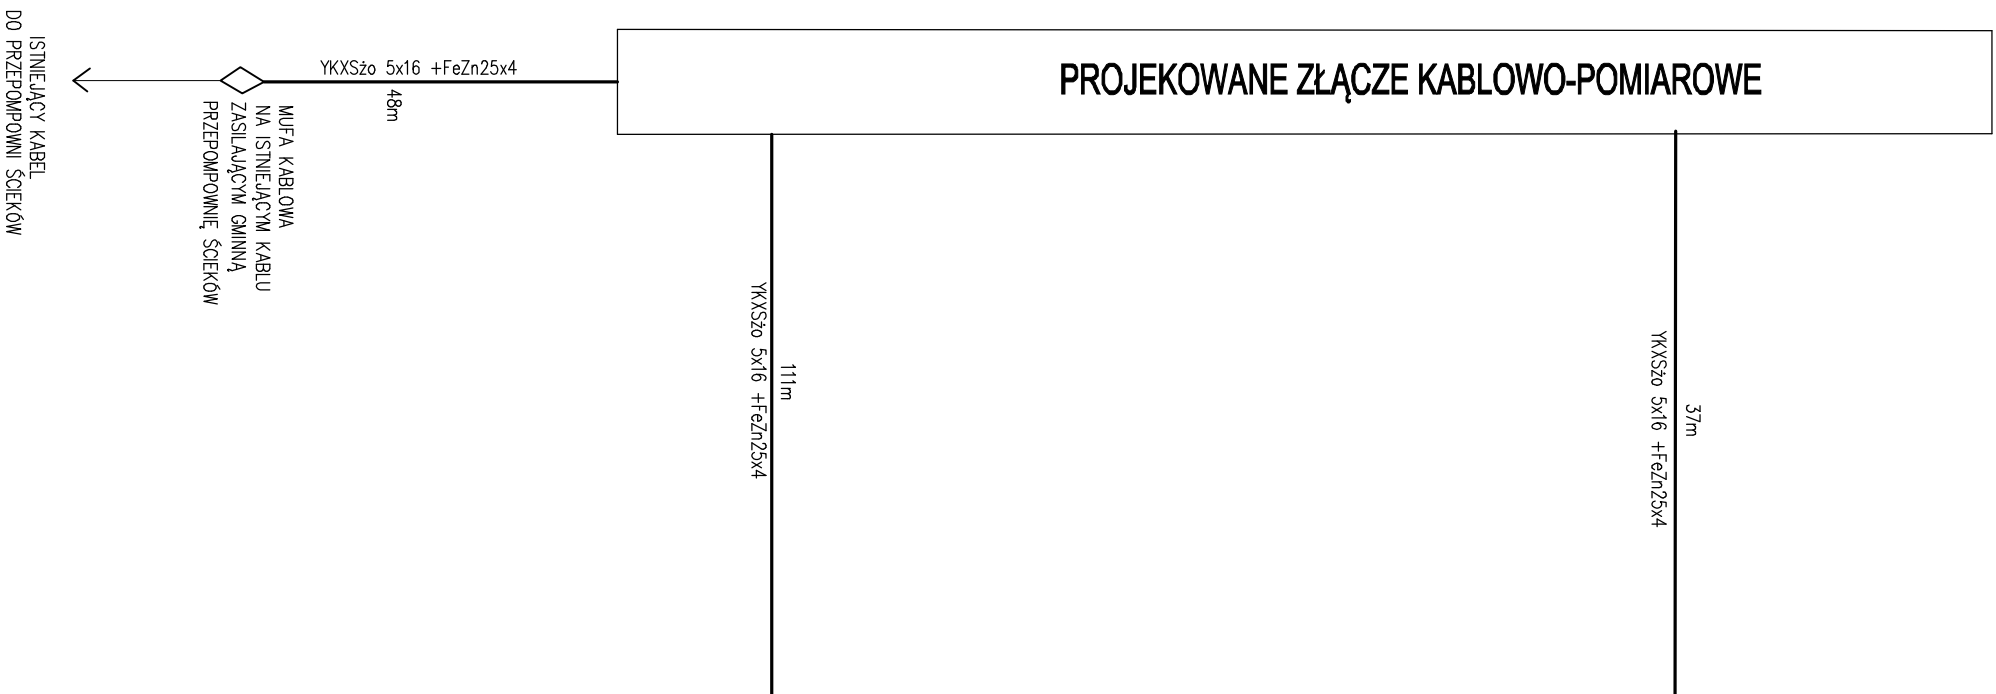 ISTNIEJĄCY KABEL
DO PRZEPOMPOWNI ŚCIEKÓW
YKXSżo 5x16 +FeZn25x4
48m
MUFA KABLOWA
NA ISTNIEJĄCYM KABLU
ZASILAJĄCYM GMINNĄ
PRZEPOMPOWNIĘ ŚCIEKÓW
PROJEKOWANE ZŁĄCZE KABLOWO-POMIAROWE
111m
YKXSżo 5x16 +FeZn25x4
37m
YKXSżo 5x16 +FeZn25x4